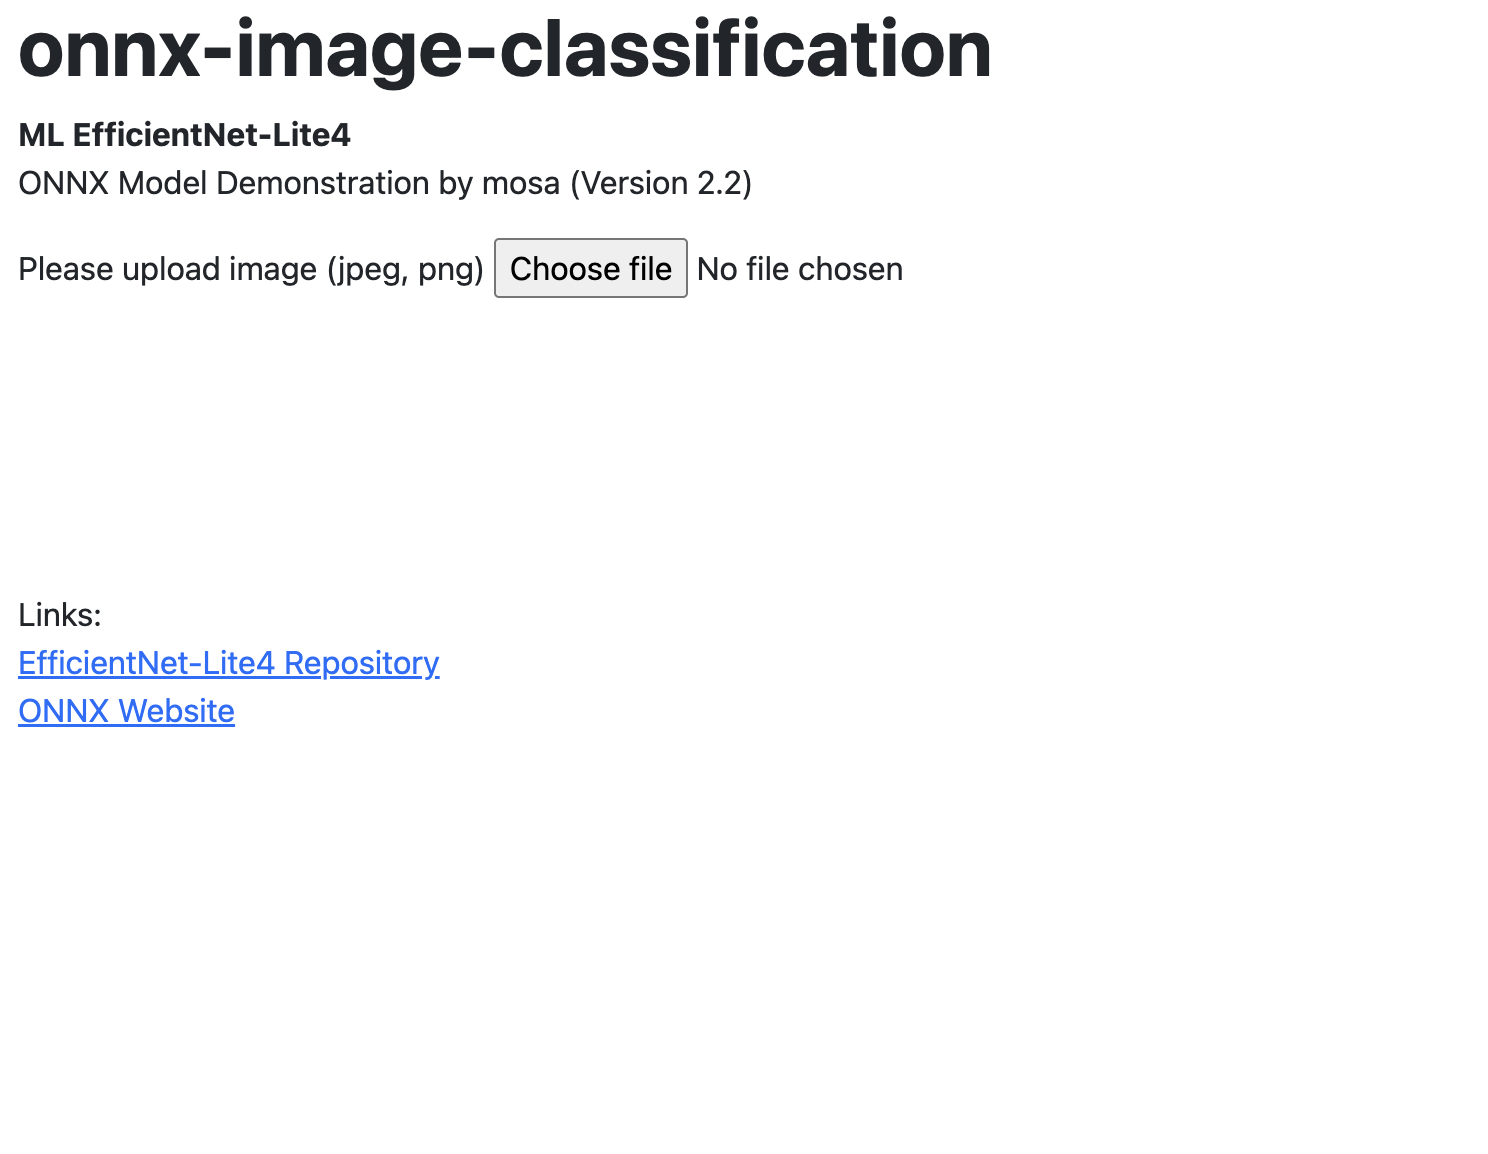 onnx-image-classification
ML EfficientNet-Lite4
ONNX Model Demonstration by mosa (Version 2.2)
Please upload image (jpeg, png) Choose file No file chosen
Links:
EfficientNet-Lite4 Repository
ONNX Website